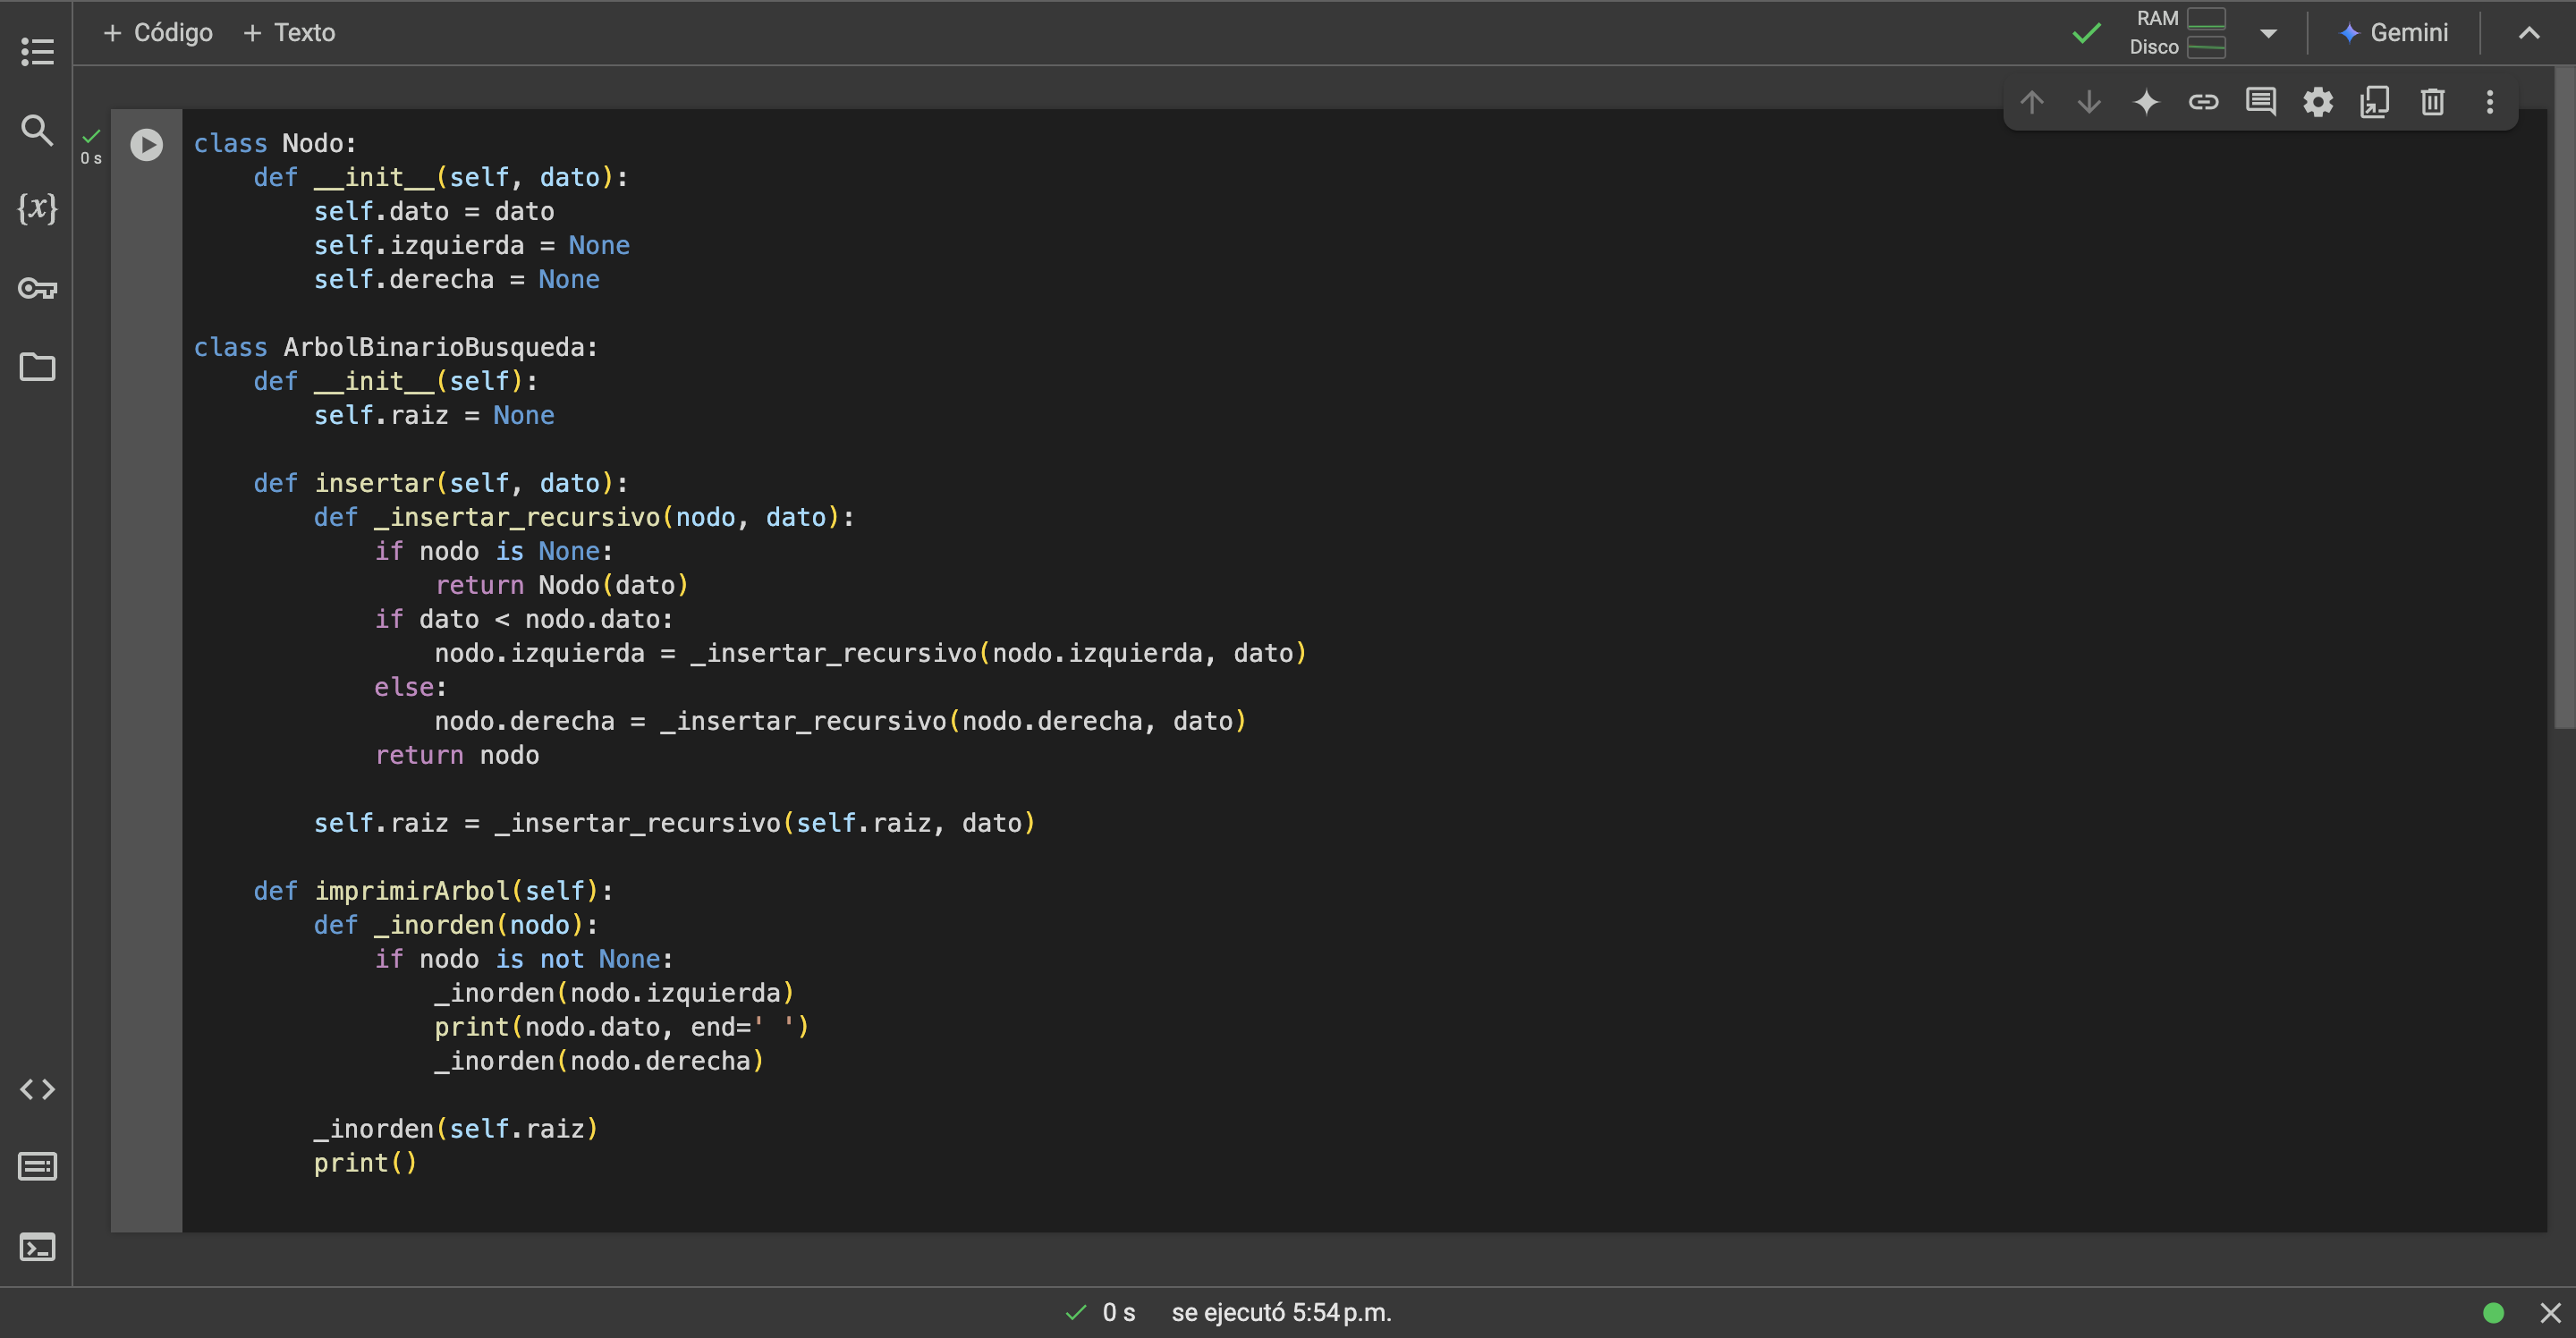 + Código + Texto
RAM
Disco
Gemini
{x}
0 s
class Nodo:
    def __init__(self, dato):
        self.dato = dato
        self.izquierda = None
        self.derecha = None
class ArbolBinarioBusqueda:
    def __init__(self):
        self.raiz = None
    def insertar(self, dato):
        def _insertar_recursivo(nodo, dato):
            if nodo is None:
                return Nodo(dato)
            if dato < nodo.dato:
                nodo.izquierda = _insertar_recursivo(nodo.izquierda, dato)
            else:
                nodo.derecha = _insertar_recursivo(nodo.derecha, dato)
            return nodo
        self.raiz = _insertar_recursivo(self.raiz, dato)
    def imprimirArbol(self):
        def _inorden(nodo):
            if nodo is not None:
                _inorden(nodo.izquierda)
                print(nodo.dato, end=' ')
                _inorden(nodo.derecha)
        _inorden(self.raiz)
        print()
0 s se ejecutó 5:54 p.m.